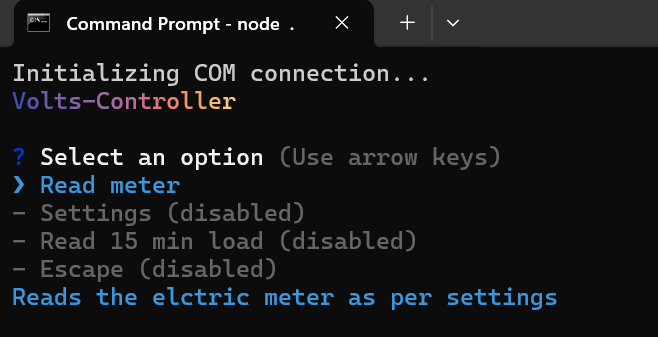 Command Prompt - node .
Initializing COM connection...
Volts-Controller
? Select an option (Use arrow keys)
❯ Read meter
- Settings (disabled)
- Read 15 min load (disabled)
- Escape (disabled)
Reads the elctric meter as per settings